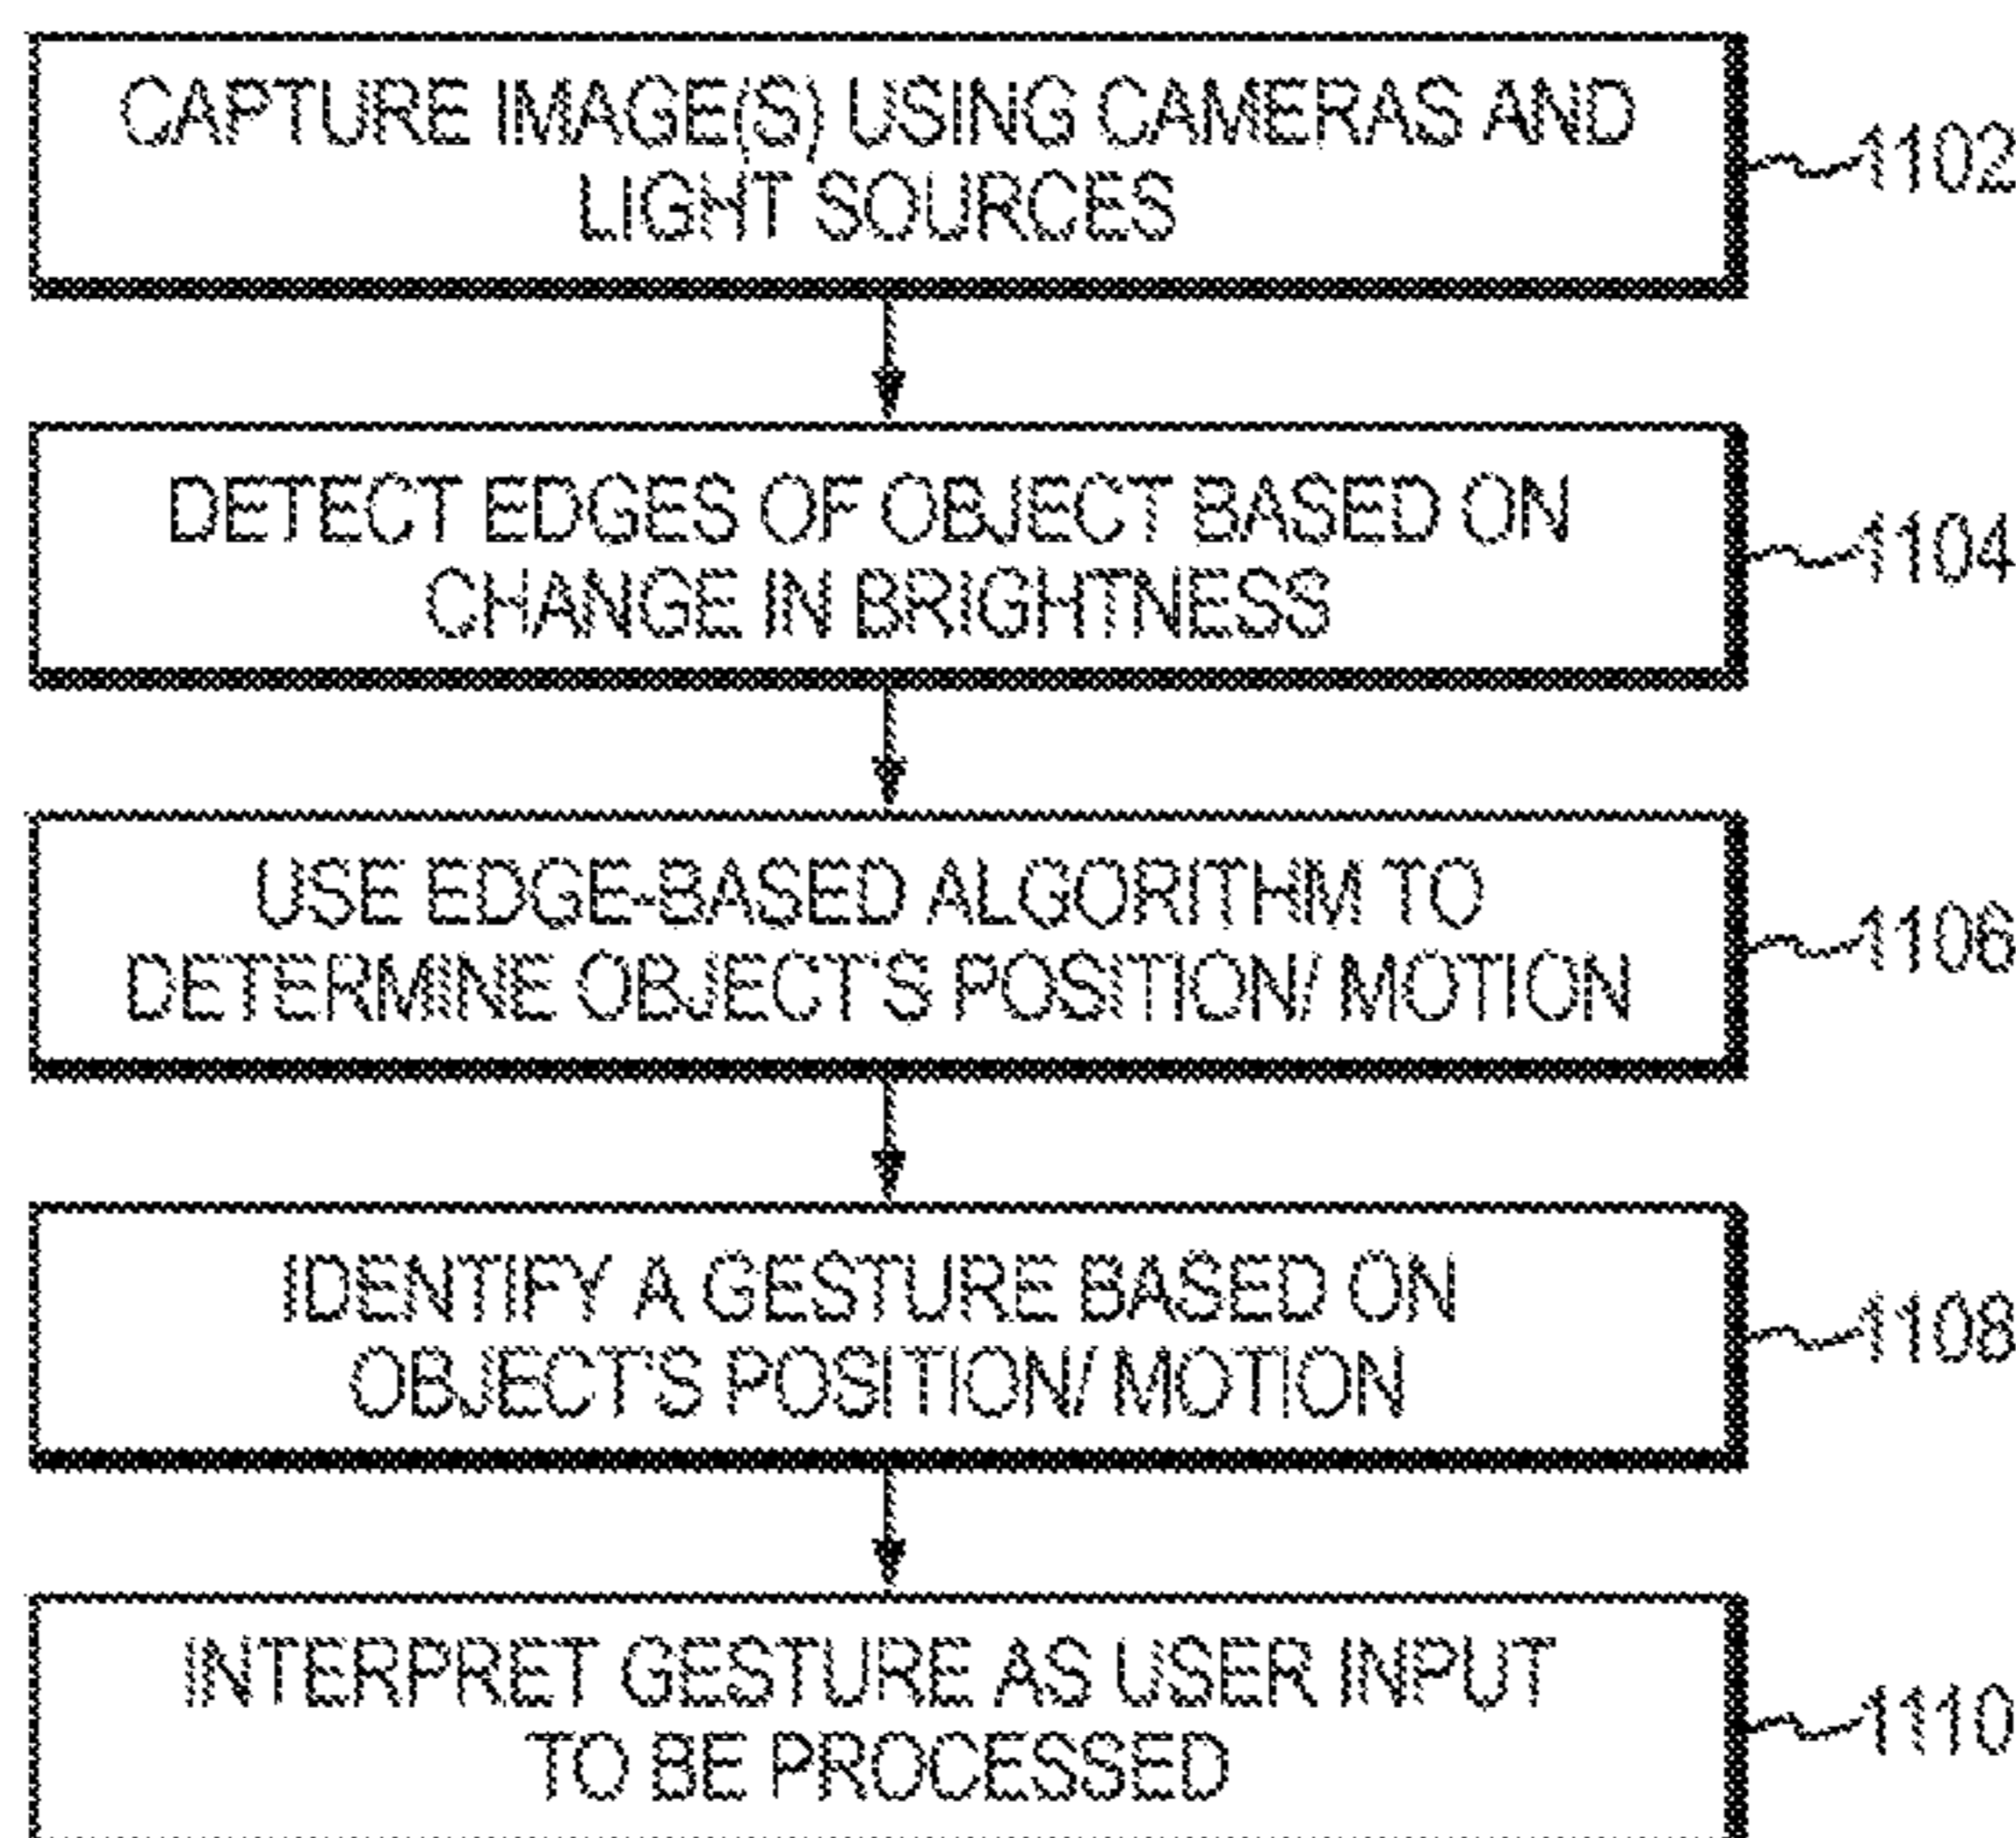 CAPTURE IMAGE(S) USING CAMERAS AND
LIGHT SOURCES
1102
DETECT EDGES OF OBJECT BASED ON
CHANGE IN BRIGHTNESS
1104
USE EDGE-BASED ALGORITHM TO
DETERMINE OBJECT'S POSITION/ MOTION
1106
IDENTIFY A GESTURE BASED ON
OBJECT'S POSITION/ MOTION
1108
INTERPRET GESTURE AS USER INPUT
TO BE PROCESSED
1110